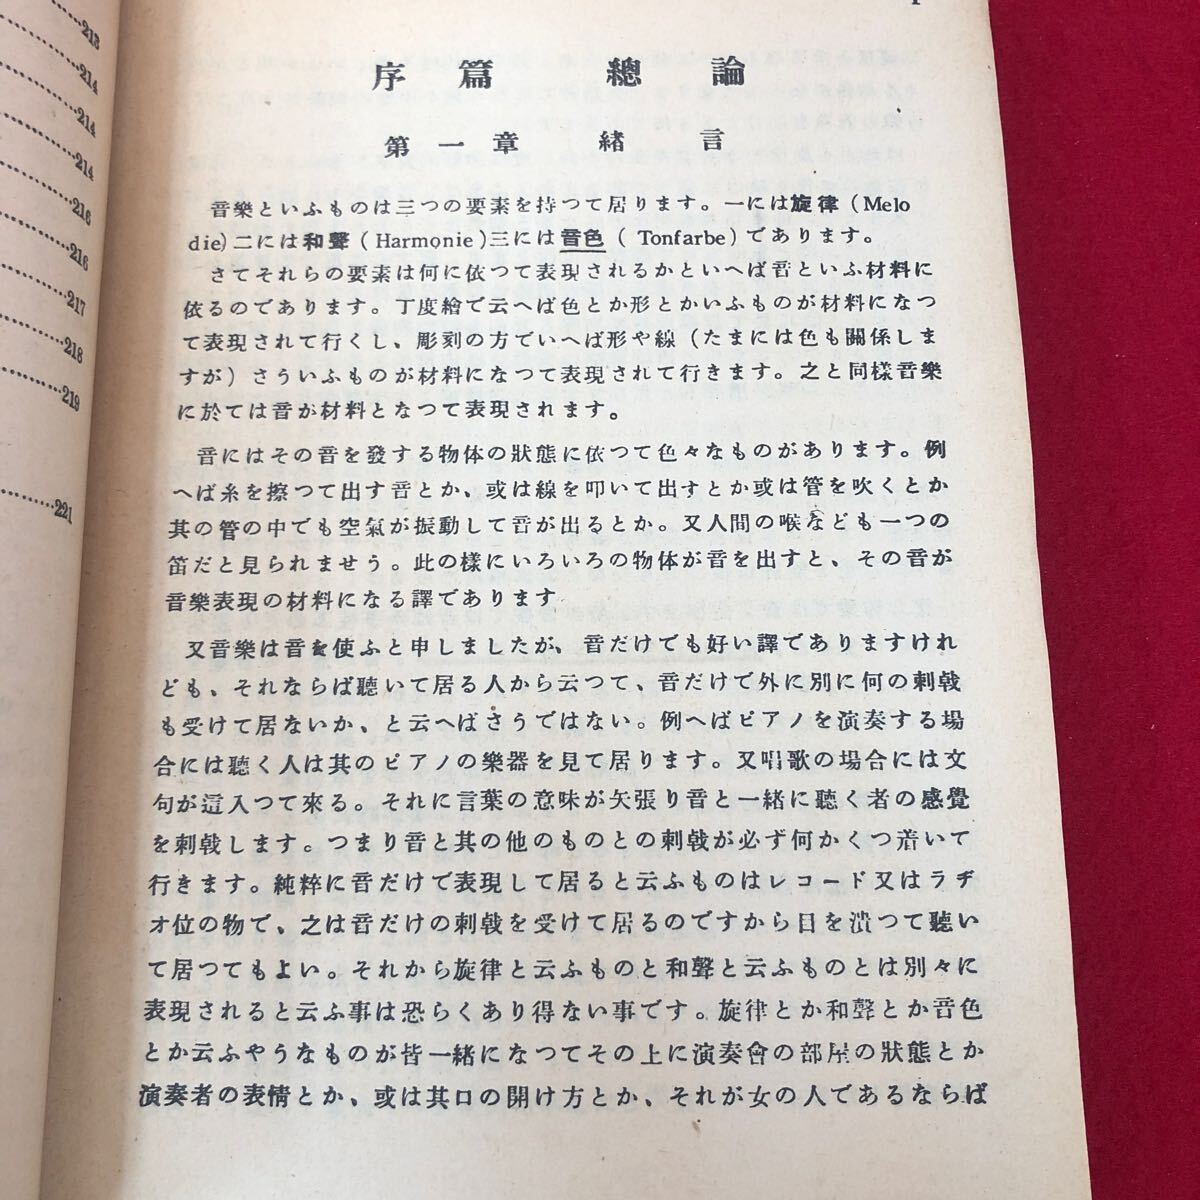 213
214
214
214
216
216
217
218
219
221
序篇 總論
第一章 緒言
音樂といふものは三つの要素を持つて居ります。一には旋律(Melo
die)二には和聲(Harmonie)三には音色( Tonfarbe)であります。
さてそれらの要素は何に依つて表現されるかといへば音といふ材料に
依るのであります。丁度繪で云へば色とか形とかいふものが材料になつ
て表現されて行くし、彫刻の方でいへば形や線(たまには色も關係しま
すが)さういふものが材料になつて表現されて行きます。之と同樣音樂
に於ては音が材料となつて表現されます。
音にはその音を發する物体の狀態に依つて色々なものがあります。例
へば糸を擦つて出す音とか、或は線を叩いて出すとか或は管を吹くとか
其の管の中でも空氣が振動して音が出るとか。又人間の喉なども一つの
笛だと見られませう。此の樣にいろいろの物体が音を出すと、その音が
音樂表現の材料になる譯であります
又音樂は音を使ふと申しましたが、音だけでも好い譯でありますけれ
ども、それならば聽いて居る人から云つて、音だけで外に別に何の刺戟
も受けて居ないか、と云へばさうではない。例へばピアノを演奏する場
合には聽く人は其のピアノの樂器を見て居ります。又唱歌の場合には文
句が這入つて來る。それに言葉の意味が矢張り音と一緒に聽く者の感覺
を刺戟します。つまり音と其の他のものとの刺戟が必ず何かくつ着いて
行きます。純粹に音だけで表現して居ると云ふものはレコード又はラヂ
オ位の物で、之は音だけの刺戟を受けて居るのですから目を潰つて聽い
て居つてもよい。それから旋律と云ふものと和聲と云ふものとは別々に
表現されると云ふ事は恐らくあり得ない事です。旋律とか和聲とか音色
とか云ふやうなものが皆一緒になつてその上に演奏會の部屋の狀態とか
演奏者の表情とか、或は其口の開け方とか、それが女の人であるならば